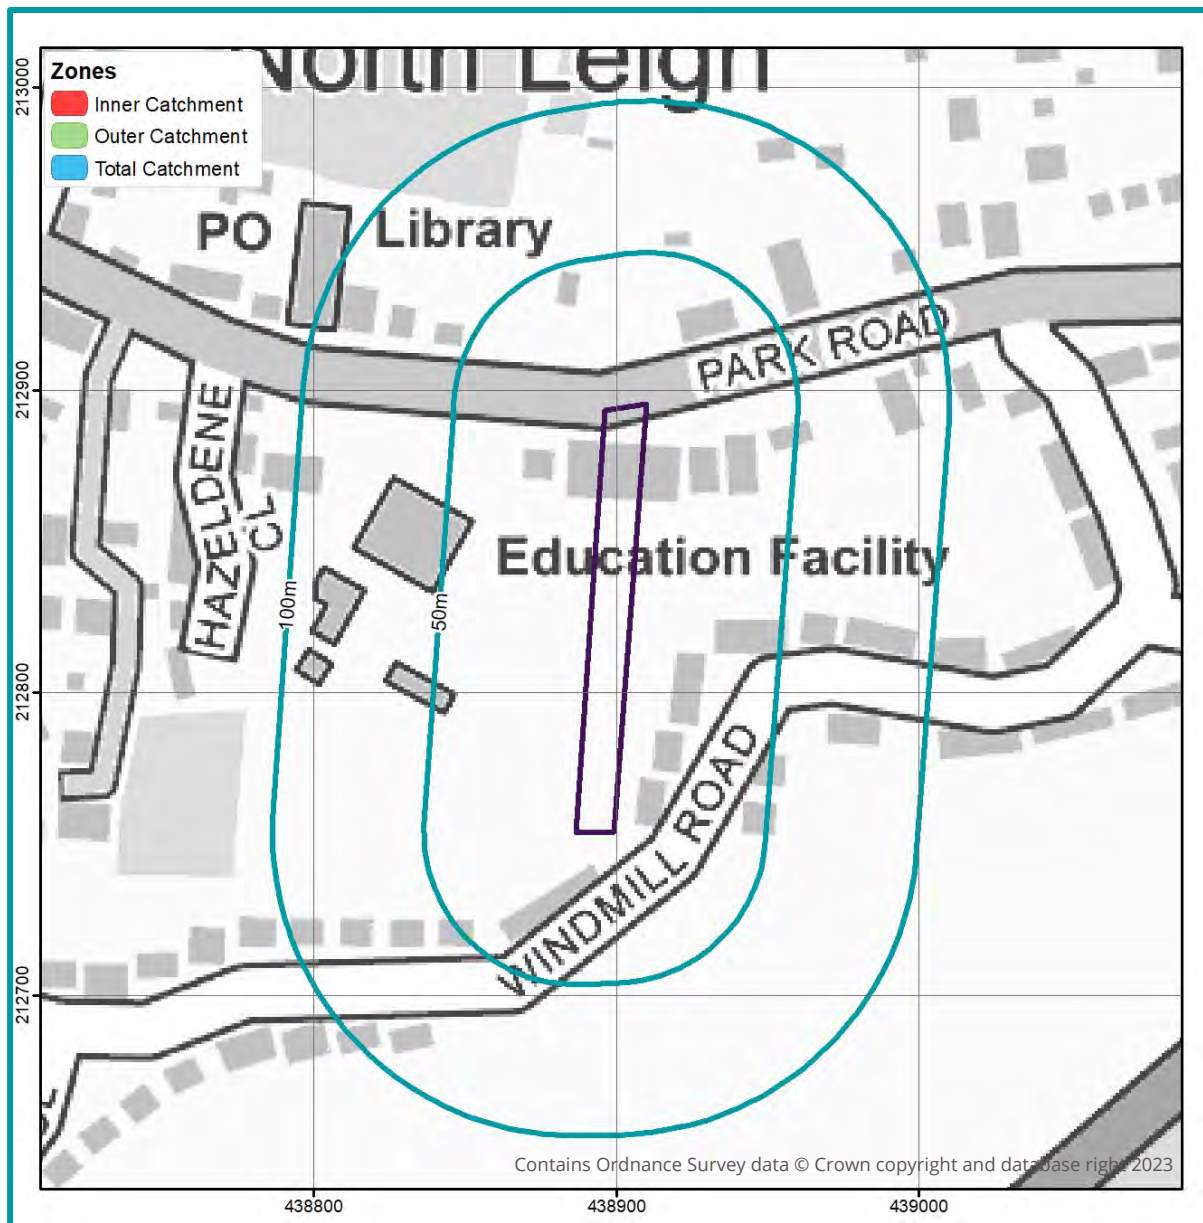 North Leigh
Zones
Inner Catchment
Outer Catchment
Total Catchment
213000
PO Library
PARK ROAD
212900
HAZELDENE
CL
Education Facility
100m
50m
212800
WINDMILL ROAD
212700
Contains Ordnance Survey data © Crown copyright and database right 2023
438800 438900 439000